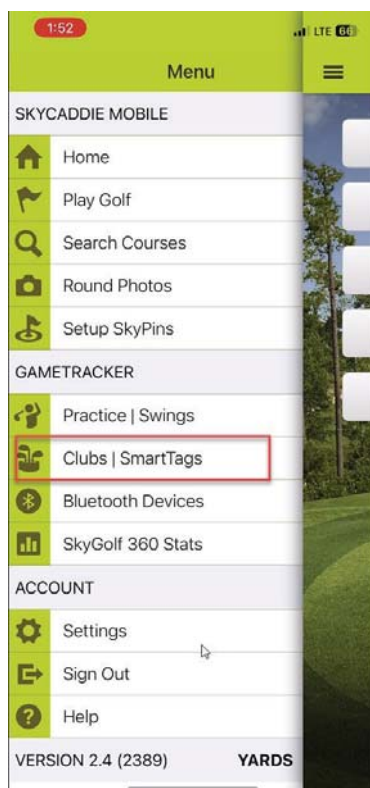 1:52 LTE 66
Menu
SKYCADDIE MOBILE
Home
Play Golf
Search Courses
Round Photos
Setup SkyPins
GAMETRACKER
Practice | Swings
Clubs | SmartTags
Bluetooth Devices
SkyGolf 360 Stats
ACCOUNT
Settings
Sign Out
Help
VERSION 2.4 (2389) YARDS